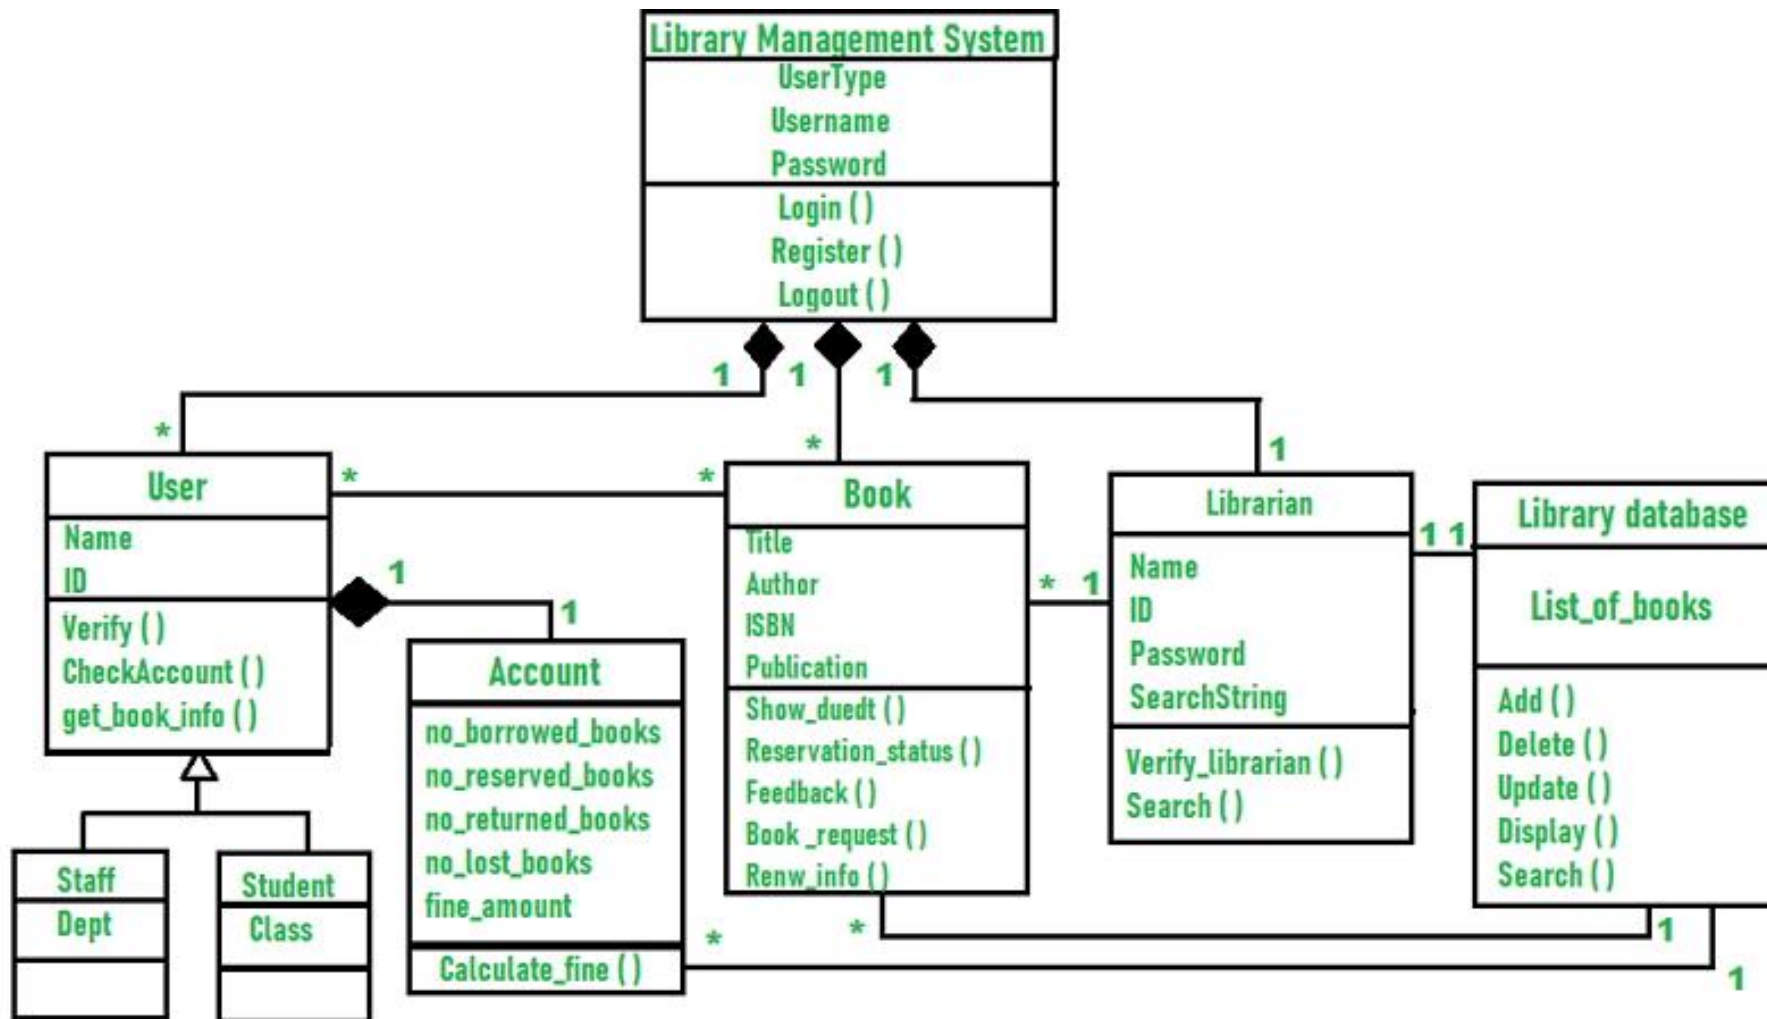 Library Management System
UserType
Username
Password
Login ( )
Register ( )
Logout ( )
1
1
1
*
*
1
User
Name
ID
Verify ( )
CheckAccount ( )
get_book_info ( )
*
*
1
1
Book
Title
Author
ISBN
Publication
Show_duedt ( )
Reservation_status ( )
Feedback ( )
Book_request ( )
Renw_info ( )
*
1
Librarian
Name
ID
Password
SearchString
Verify_librarian ( )
Search ( )
1
1
Library database
List_of_books
Add ( )
Delete ( )
Update ( )
Display ( )
Search ( )
Account
no_borrowed_books
no_reserved_books
no_returned_books
no_lost_books
fine_amount
Calculate_fine ( )
Staff
Dept
Student
Class
*
*
1
1